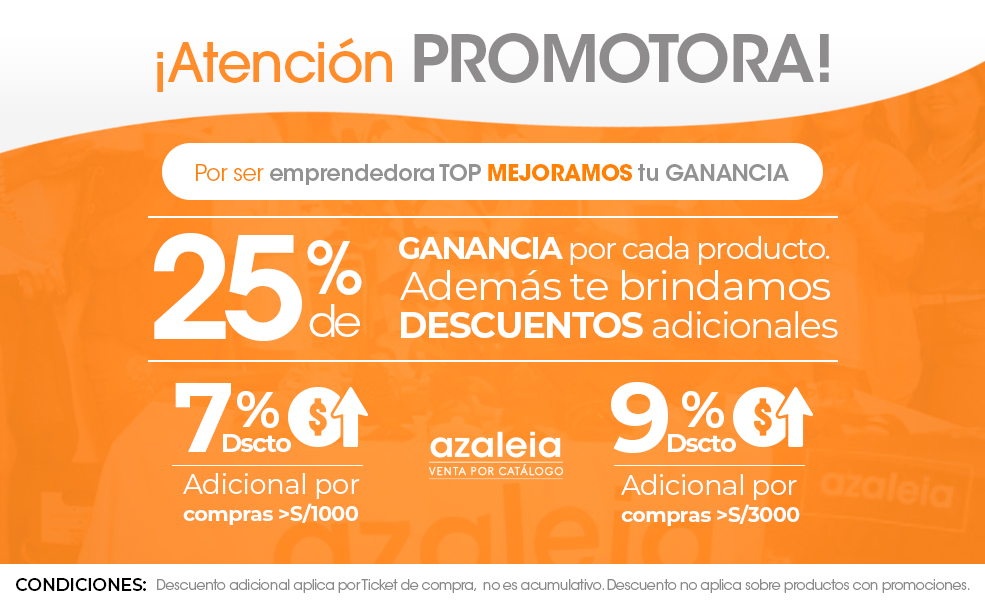 ¡Atención PROMOTORA!
Por ser emprendedora TOP MEJORAMOS tu GANANCIA
25% de
GANANCIA por cada producto.
Además te brindamos
DESCUENTOS adicionales
7% Dscto $
Adicional por
compras >S/1000
azaleia
VENTA POR CATÁLOGO
9% Dscto $
Adicional por
compras >S/3000
azaleia
azaleia
CONDICIONES: Descuento adicional aplica por Ticket de compra, no es acumulativo. Descuento no aplica sobre productos con promociones.